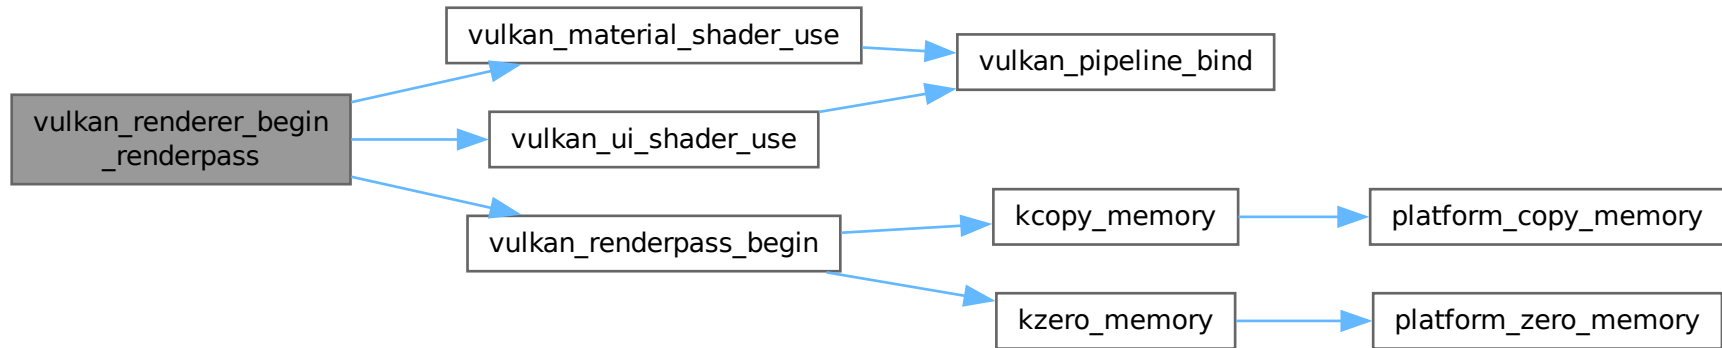 vulkan_renderer_begin
_renderpass
vulkan_material_shader_use
vulkan_ui_shader_use
vulkan_renderpass_begin
vulkan_pipeline_bind
kcopy_memory
kzero_memory
platform_copy_memory
platform_zero_memory